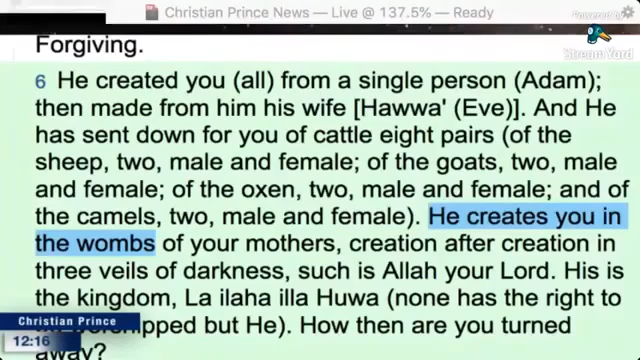 Christian Prince News — Live @ 137.5% — Ready
Powered by
Stream Yard
Forgiving.
6 He created you (all) from a single person (Adam);
then made from him his wife [Hawwa' (Eve)]. And He
has sent down for you of cattle eight pairs (of the
sheep, two, male and female; of the goats, two, male
and female; of the oxen, two, male and female; and of
the camels, two, male and female). He creates you in
the wombs of your mothers, creation after creation in
three veils of darkness, such is Allah your Lord. His is
the kingdom, La ilaha illa Huwa (none has the right to
Christian Prince
but He). How then are you turned
12:16
away?